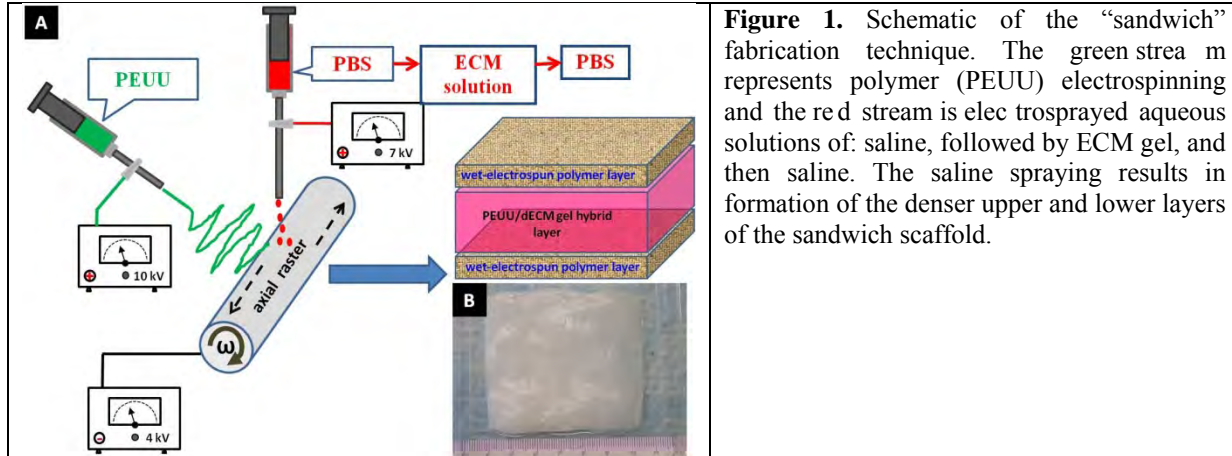 A
PEUU
PBS
ECM
solution
PBS
+ 7 kV
wet-electrospun polymer layer
PEUU/dECM gel hybrid
layer
wet-electrospun polymer layer
+ 10 kV
axial raster
ω
- 4 kV
B
Figure 1. Schematic of the “sandwich”
fabrication technique. The green strea m
represents polymer (PEUU) electrospinning
and the re d stream is elec trosprayed aqueous
solutions of: saline, followed by ECM gel, and
then saline. The saline spraying results in
formation of the denser upper and lower layers
of the sandwich scaffold.